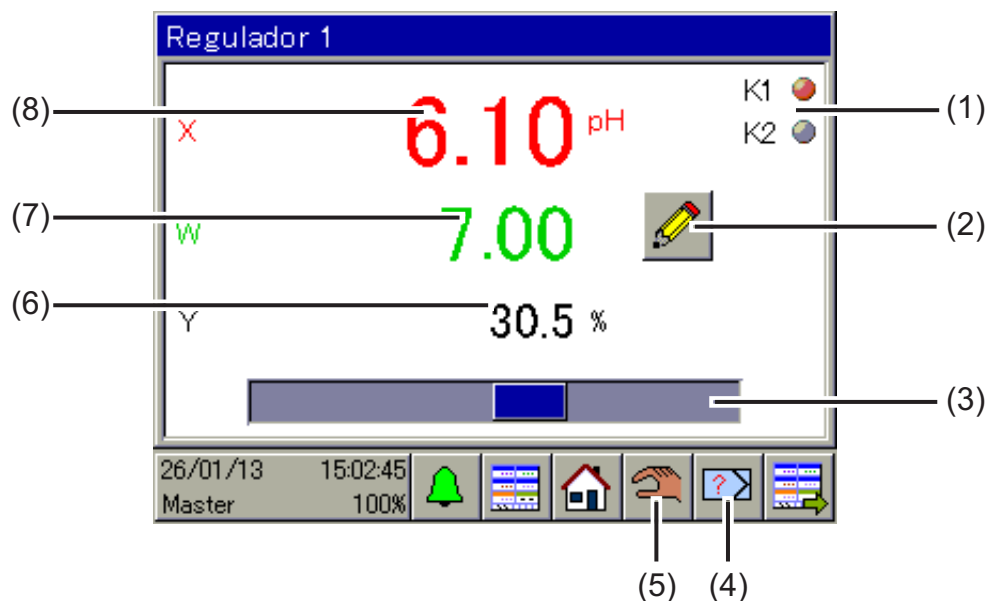 Regulador 1
(8)
X
6.10 pH
K1
K2
(1)
(7)
W
7.00
(2)
(6)
Y
30.5 %
(3)
26/01/13 15:02:45
Master 100%
?
(5)
(4)